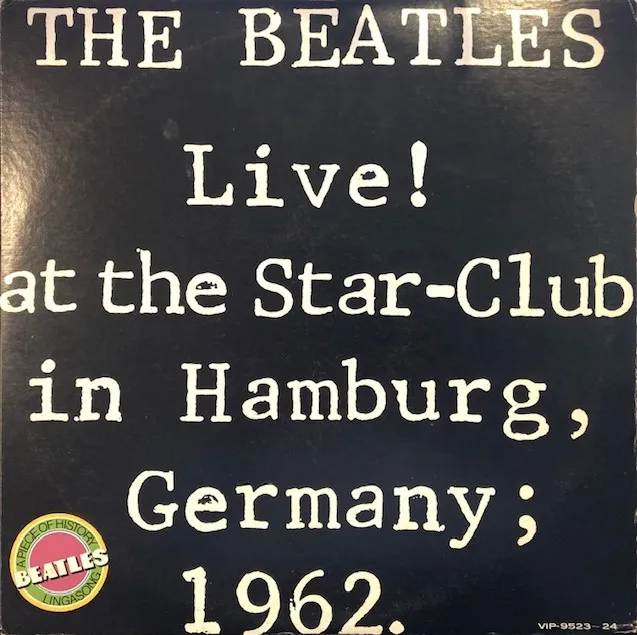 THE BEATLES
Live!
at the Star-Club
in Hamburg,
Germany;
1962.
A PIECE OF HISTORY
BEATLES
LINGASONG
VIP-9523~24